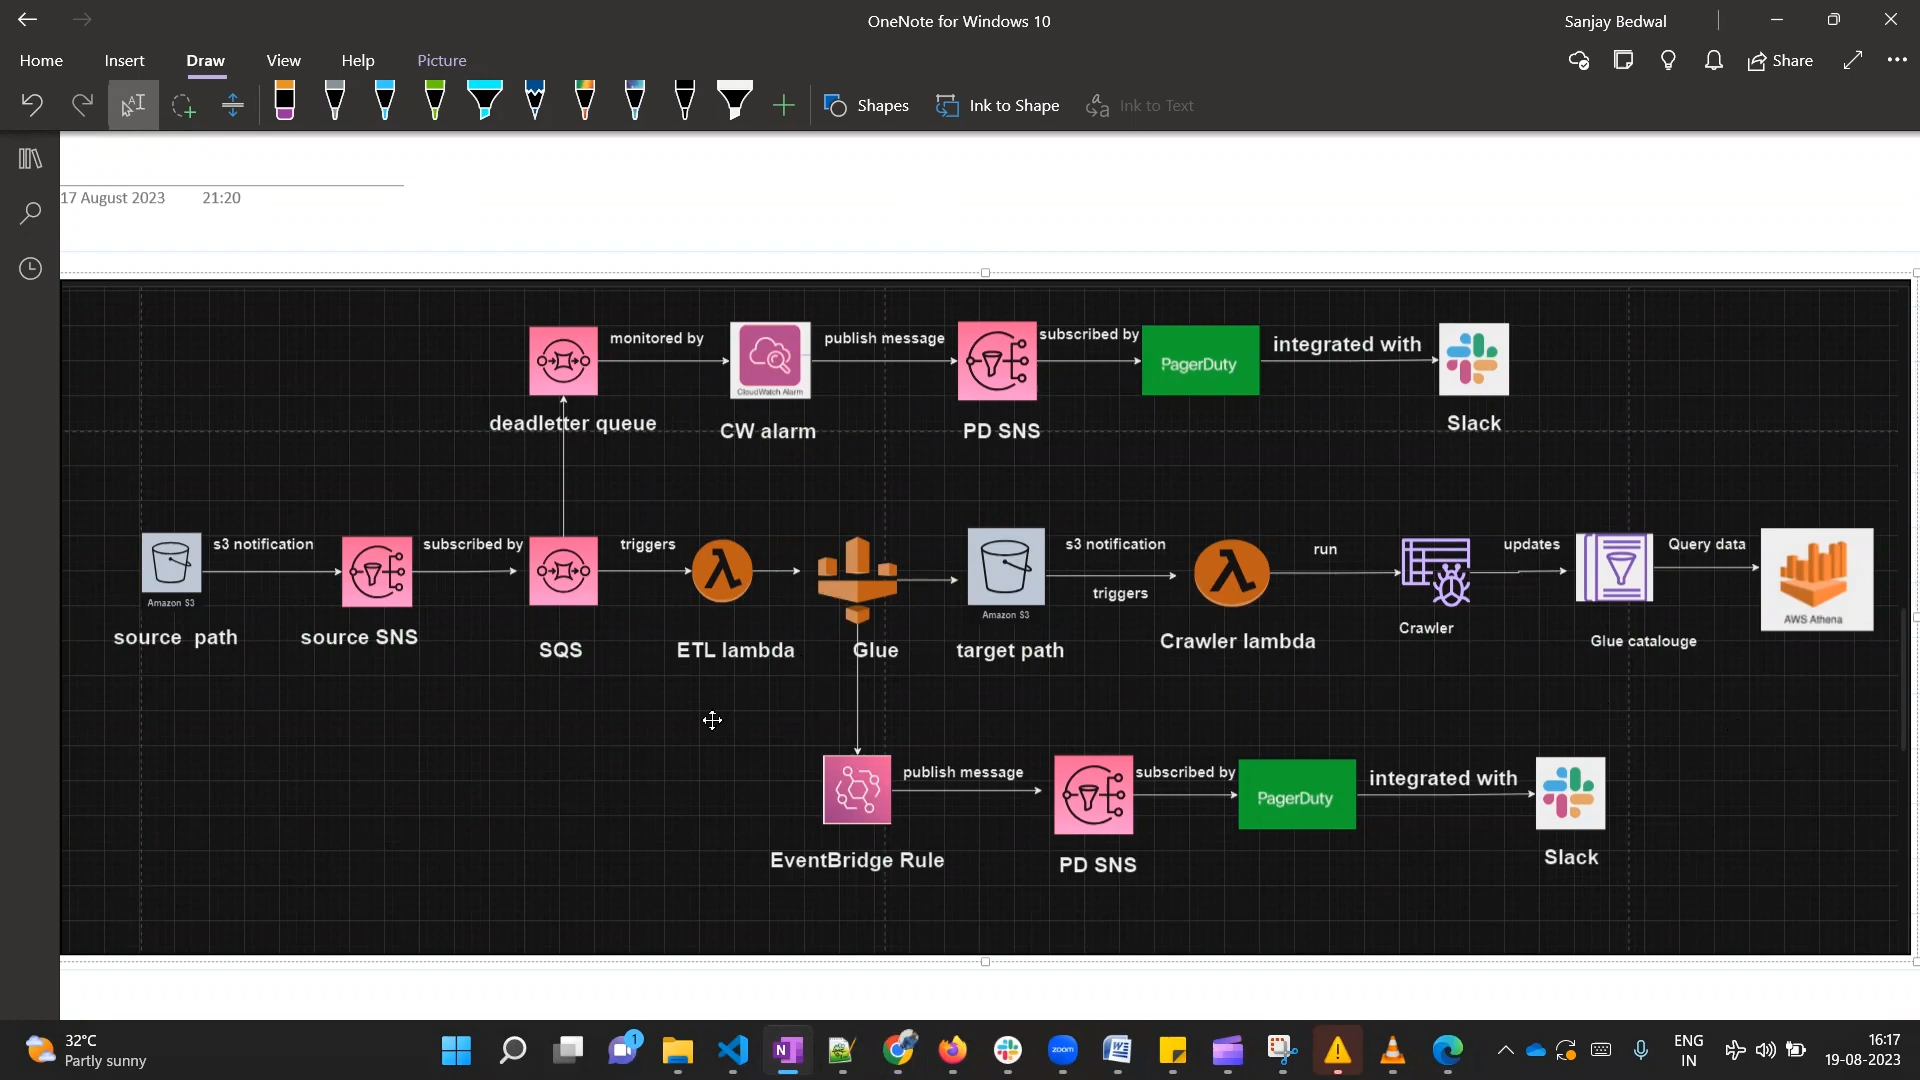 OneNote for Windows 10
Sanjay Bedwal
Home
Insert
Draw
View
Help
Picture
Share
Shapes
Ink to Shape
Ink to Text
17 August 2023 21:20
monitored by
publish message
subscribed by
integrated with
PagerDuty
CloudWatch Alarm
deadletter queue
CW alarm
PD SNS
Slack
s3 notification
subscribed by
triggers
s3 notification
run
updates
Query data
triggers
Amazon S3
Amazon S3
AWS Athena
source path
source SNS
SQS
ETL lambda
Glue
target path
Crawler lambda
Crawler
Glue catalouge
publish message
subscribed by
integrated with
PagerDuty
EventBridge Rule
PD SNS
Slack
32°C
Partly sunny
1
N
zoom
ENG
IN
16:17
19-08-2023